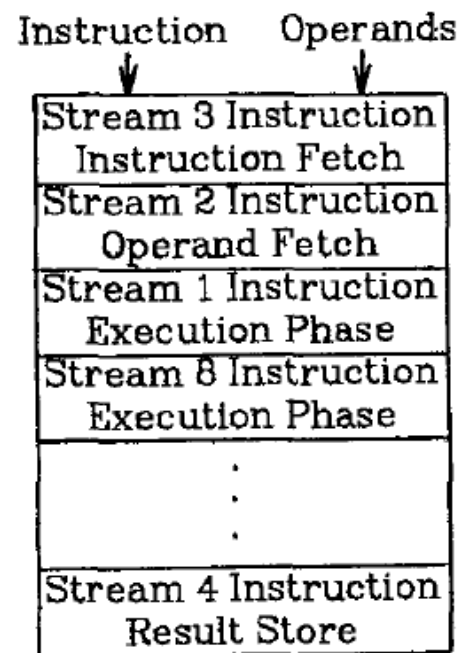 Instruction Operands
Stream 3 Instruction
Instruction Fetch
Stream 2 Instruction
Operand Fetch
Stream 1 Instruction
Execution Phase
Stream 8 Instruction
Execution Phase
.
.
.
Stream 4 Instruction
Result Store